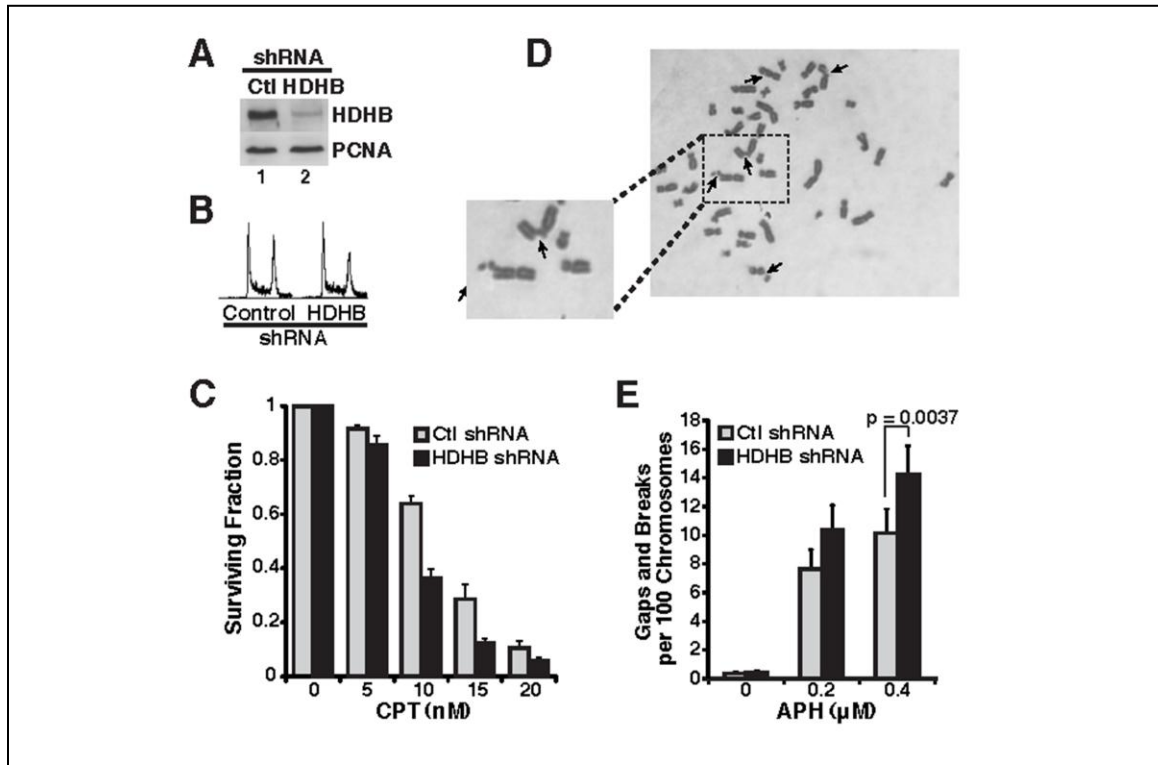 A
shRNA
Ctl HDHB
HDHB
PCNA
1 2
B
Control HDHB
shRNA
C
Surviving Fraction
1
0.8
0.6
0.4
0.2
0
Ctl shRNA
HDHB shRNA
0 5 10 15 20
CPT (nM)
D
E
Gaps and Breaks
per 100 Chromosomes
18
16
14
12
10
8
6
4
2
0
p = 0.0037
Ctl shRNA
HDHB shRNA
0 0.2 0.4
APH (μM)